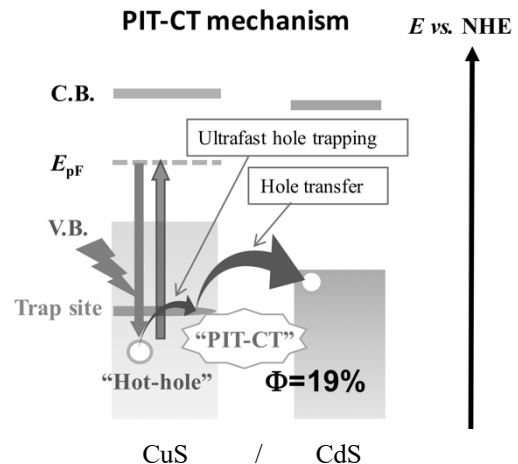 PIT-CT mechanism
E vs. NHE
C.B.
Ultrafast hole trapping
EpF
Hole transfer
V.B.
Trap site
“PIT-CT”
“Hot-hole”
Φ=19%
CuS / CdS